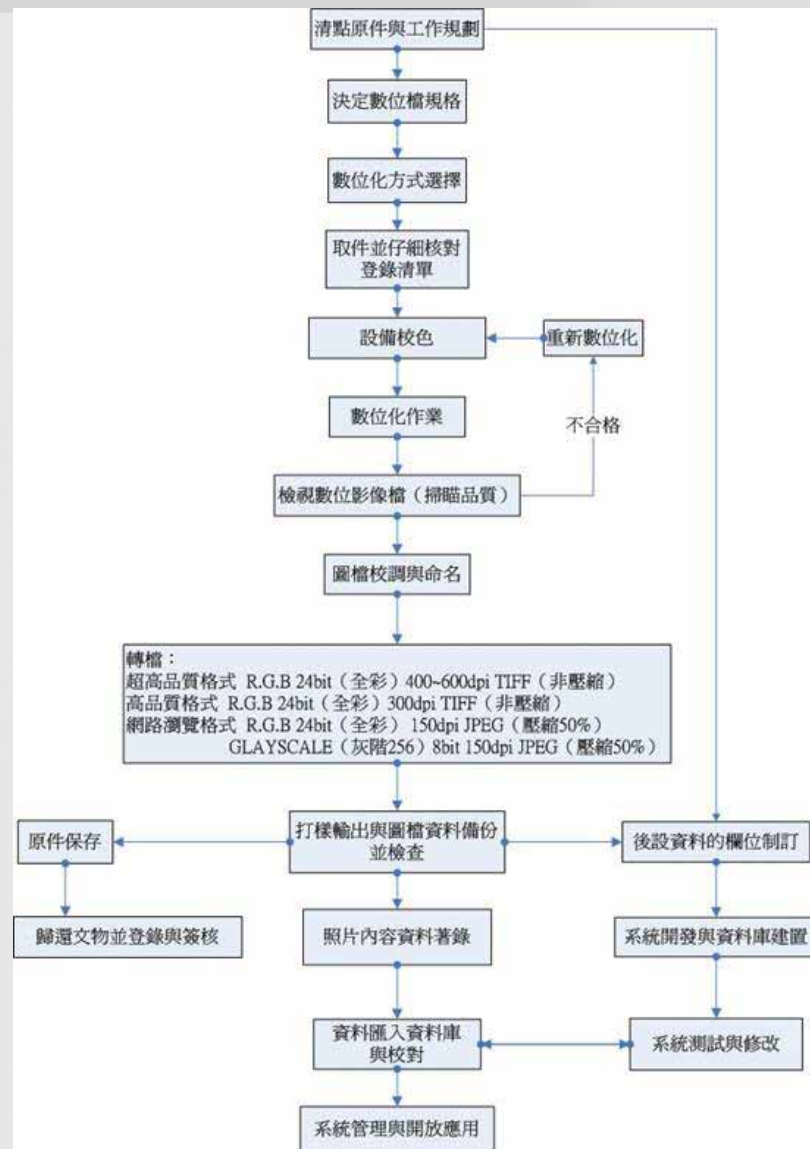 清點原件與工作規劃
決定數位檔規格
數位化方式選擇
取件並仔細核對
登錄清單
設備校色
重新數位化
數位化作業
不合格
檢視數位影像檔（掃瞄品質）
圖檔校調與命名
轉檔：
超高品質格式 R.G.B 24bit（全彩）400~600dpi TIFF（非壓縮）
高品質格式 R.G.B 24bit（全彩）300dpi TIFF（非壓縮）
網路瀏覽格式 R.G.B 24bit（全彩） 150dpi JPEG（壓縮50%）
GLAYSCALE（灰階256）8bit 150dpi JPEG（壓縮50%）
原件保存
打樣輸出與圖檔資料備份
並檢查
後設資料的欄位制訂
歸還文物並登錄與簽核
照片內容資料著錄
系統開發與資料庫建置
資料匯入資料庫
與校對
系統測試與修改
系統管理與開放應用